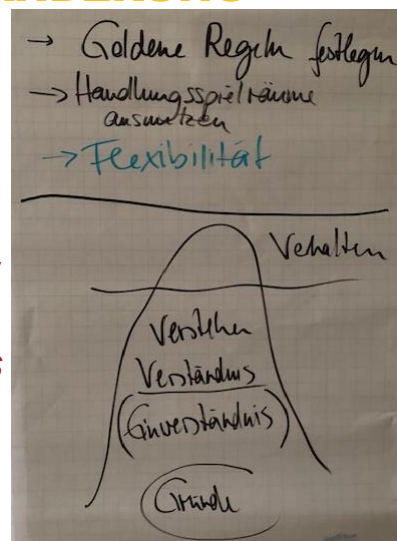 → Goldene Regeln festlegen
→ Handlungsspielräume
ausnutzen
→ Flexibilität
Verhalten
Verstehen
Verständnis
(Einverständnis)
Gründe